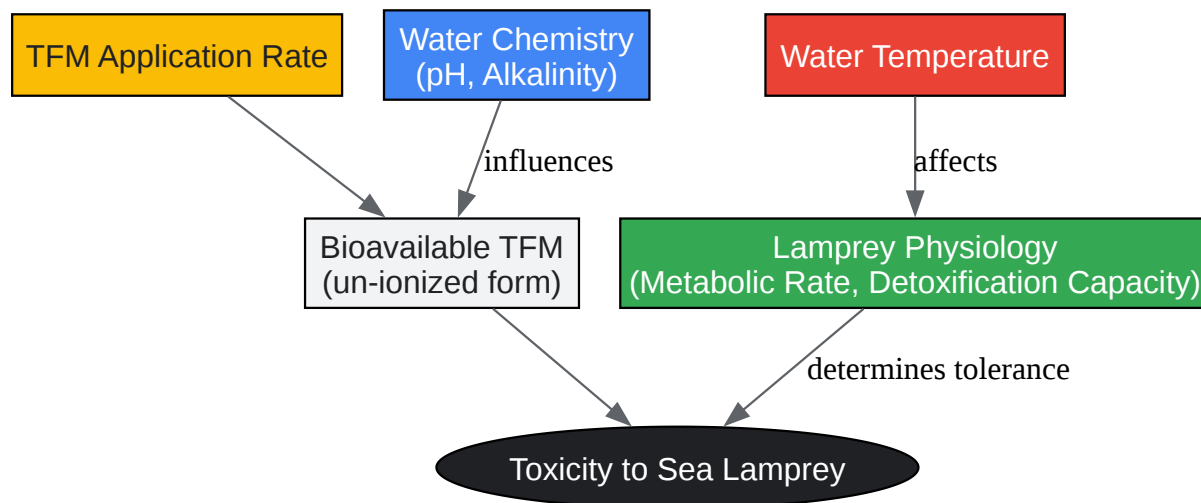 TFM Application Rate
Water Chemistry
(pH, Alkalinity)
Water Temperature
influences
affects
Bioavailable TFM
(un-ionized form)
Lamprey Physiology
(Metabolic Rate, Detoxification Capacity)
determines tolerance
Toxicity to Sea Lamprey